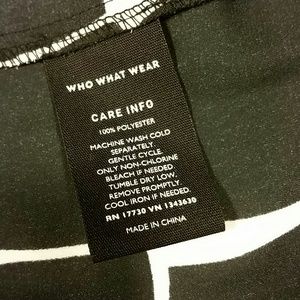 WHO WHAT WEAR
CARE INFO
100% POLYESTER
MACHINE WASH COLD
SEPARATELY.
GENTLE CYCLE.
ONLY NON-CHLORINE
BLEACH IF NEEDED.
TUMBLE DRY LOW.
REMOVE PROMPTLY.
COOL IRON IF NEEDED.
RN 17730 VN 1343630
MADE IN CHINA